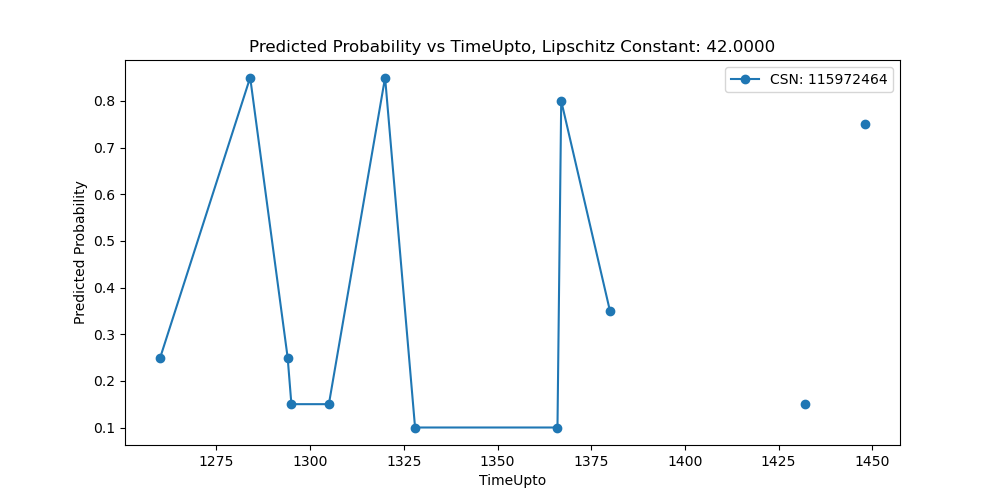 Predicted Probability vs TimeUpto, Lipschitz Constant: 42.0000
CSN: 115972464
Predicted Probability
0.8
0.7
0.6
0.5
0.4
0.3
0.2
0.1
1275 1300 1325 1350 1375 1400 1425 1450
TimeUpto